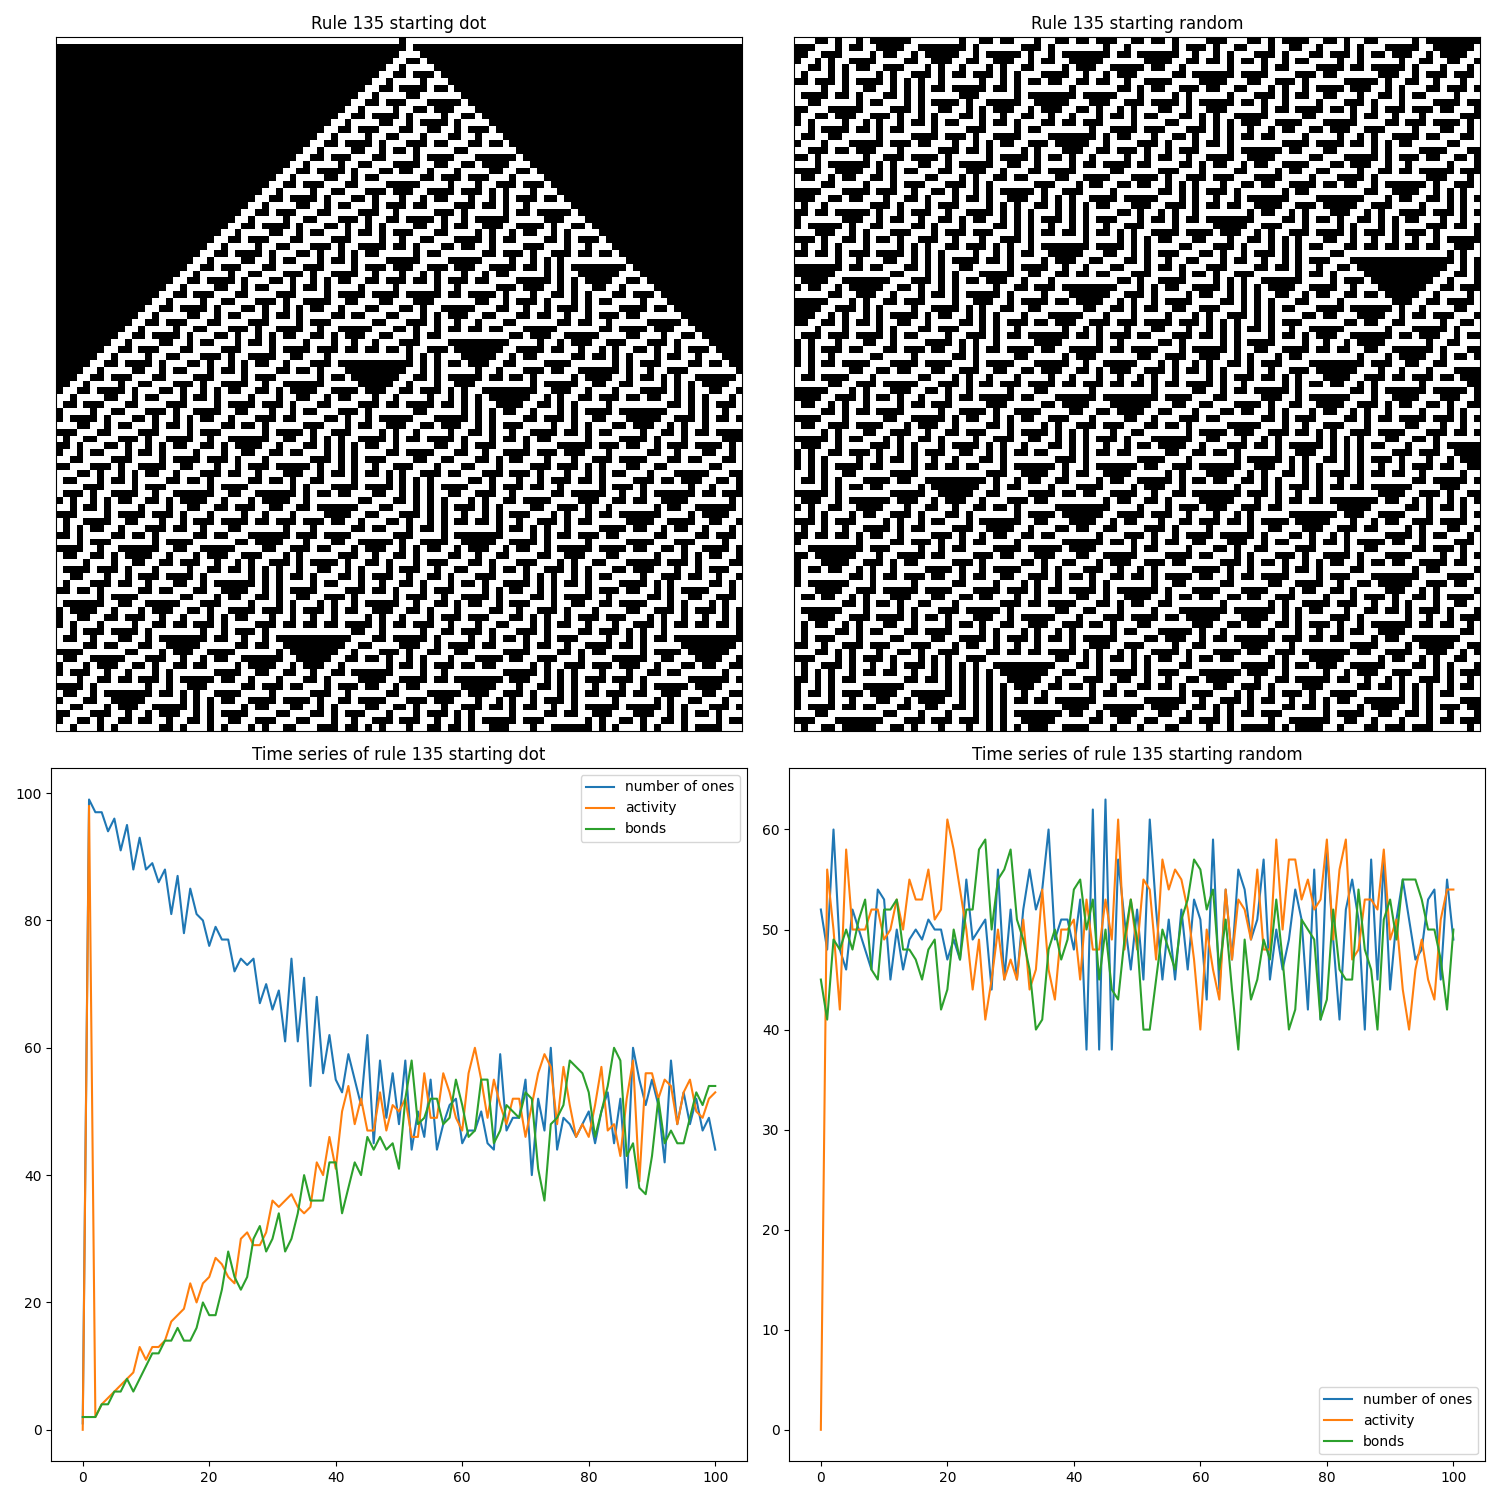 Rule 135 starting dot
Rule 135 starting random
Time series of rule 135 starting dot
100
80
60
40
20
0
0 20 40 60 80 100
number of ones
activity
bonds
Time series of rule 135 starting random
60
50
40
30
20
10
0
0 20 40 60 80 100
number of ones
activity
bonds